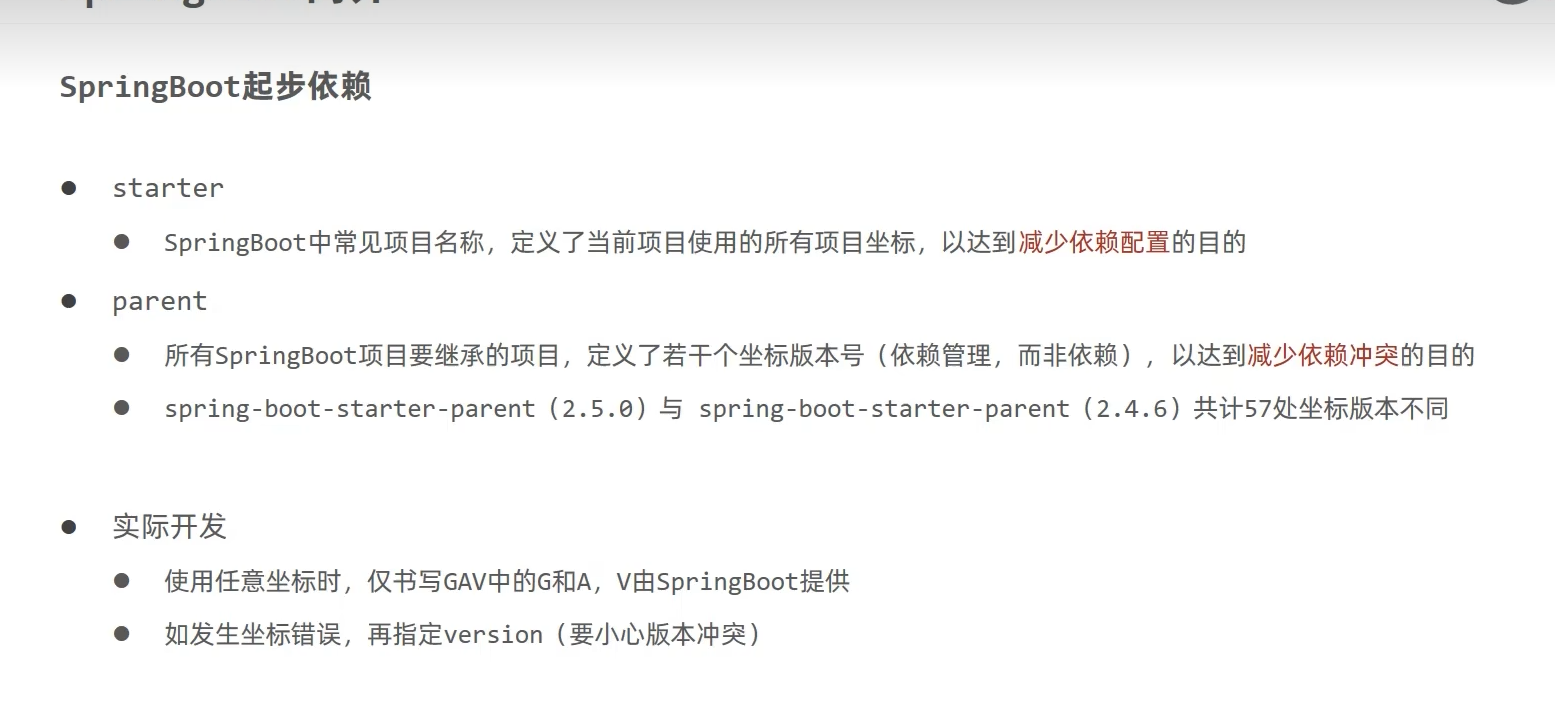 SpringBoot起步依赖
starter
SpringBoot中常见项目名称，定义了当前项目使用的所有项目坐标，以达到减少依赖配置的目的
parent
所有SpringBoot项目要继承的项目，定义了若干个坐标版本号（依赖管理，而非依赖），以达到减少依赖冲突的目的
spring-boot-starter-parent（2.5.0）与 spring-boot-starter-parent（2.4.6）共计57处坐标版本不同
实际开发
使用任意坐标时，仅书写GAV中的G和A，V由SpringBoot提供
如发生坐标错误，再指定version（要小心版本冲突）